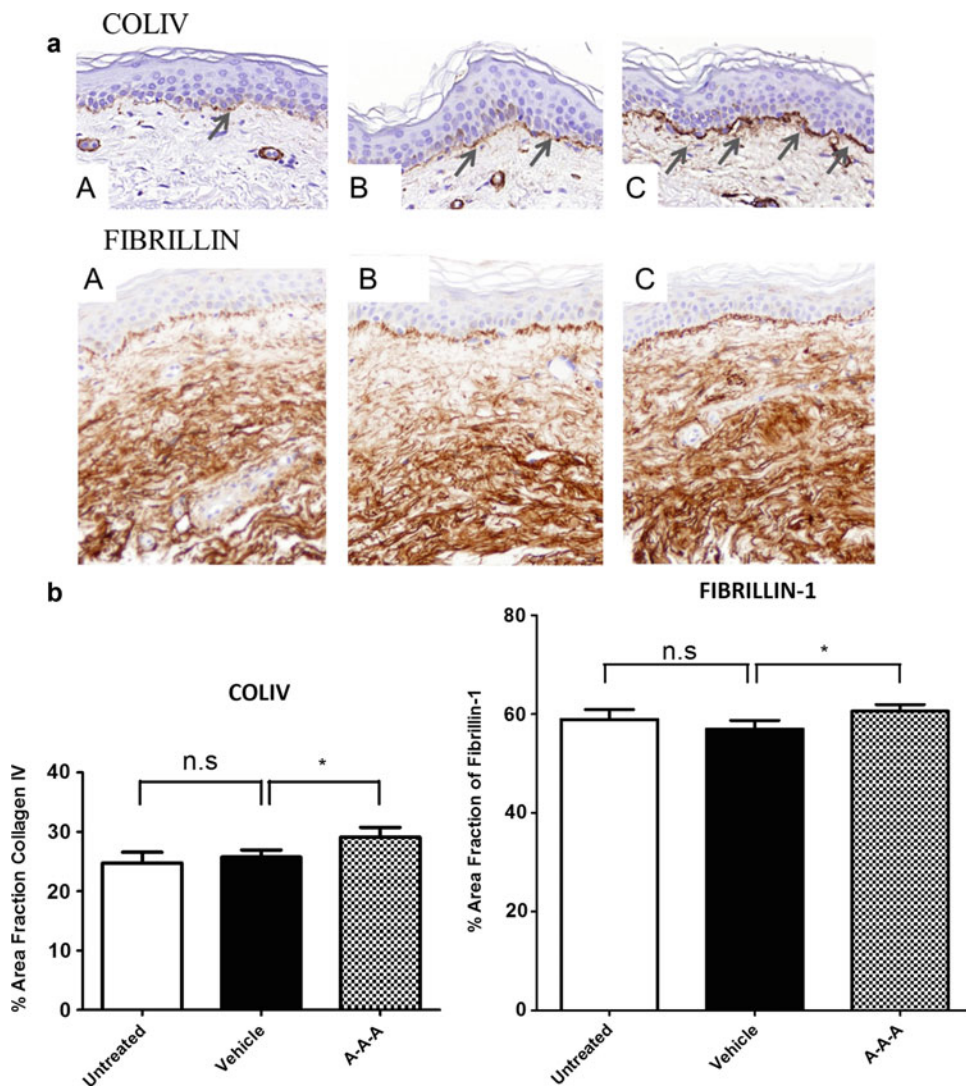 COLIV
a
A
B
C
FIBRILLIN
A
B
C
b
COLIV
% Area Fraction Collagen IV
40
30
20
10
0
n.s
*
Untreated
Vehicle
A-A-A
FIBRILLIN-1
% Area Fraction of Fibrillin-1
80
60
40
20
0
n.s
*
Untreated
Vehicle
A-A-A